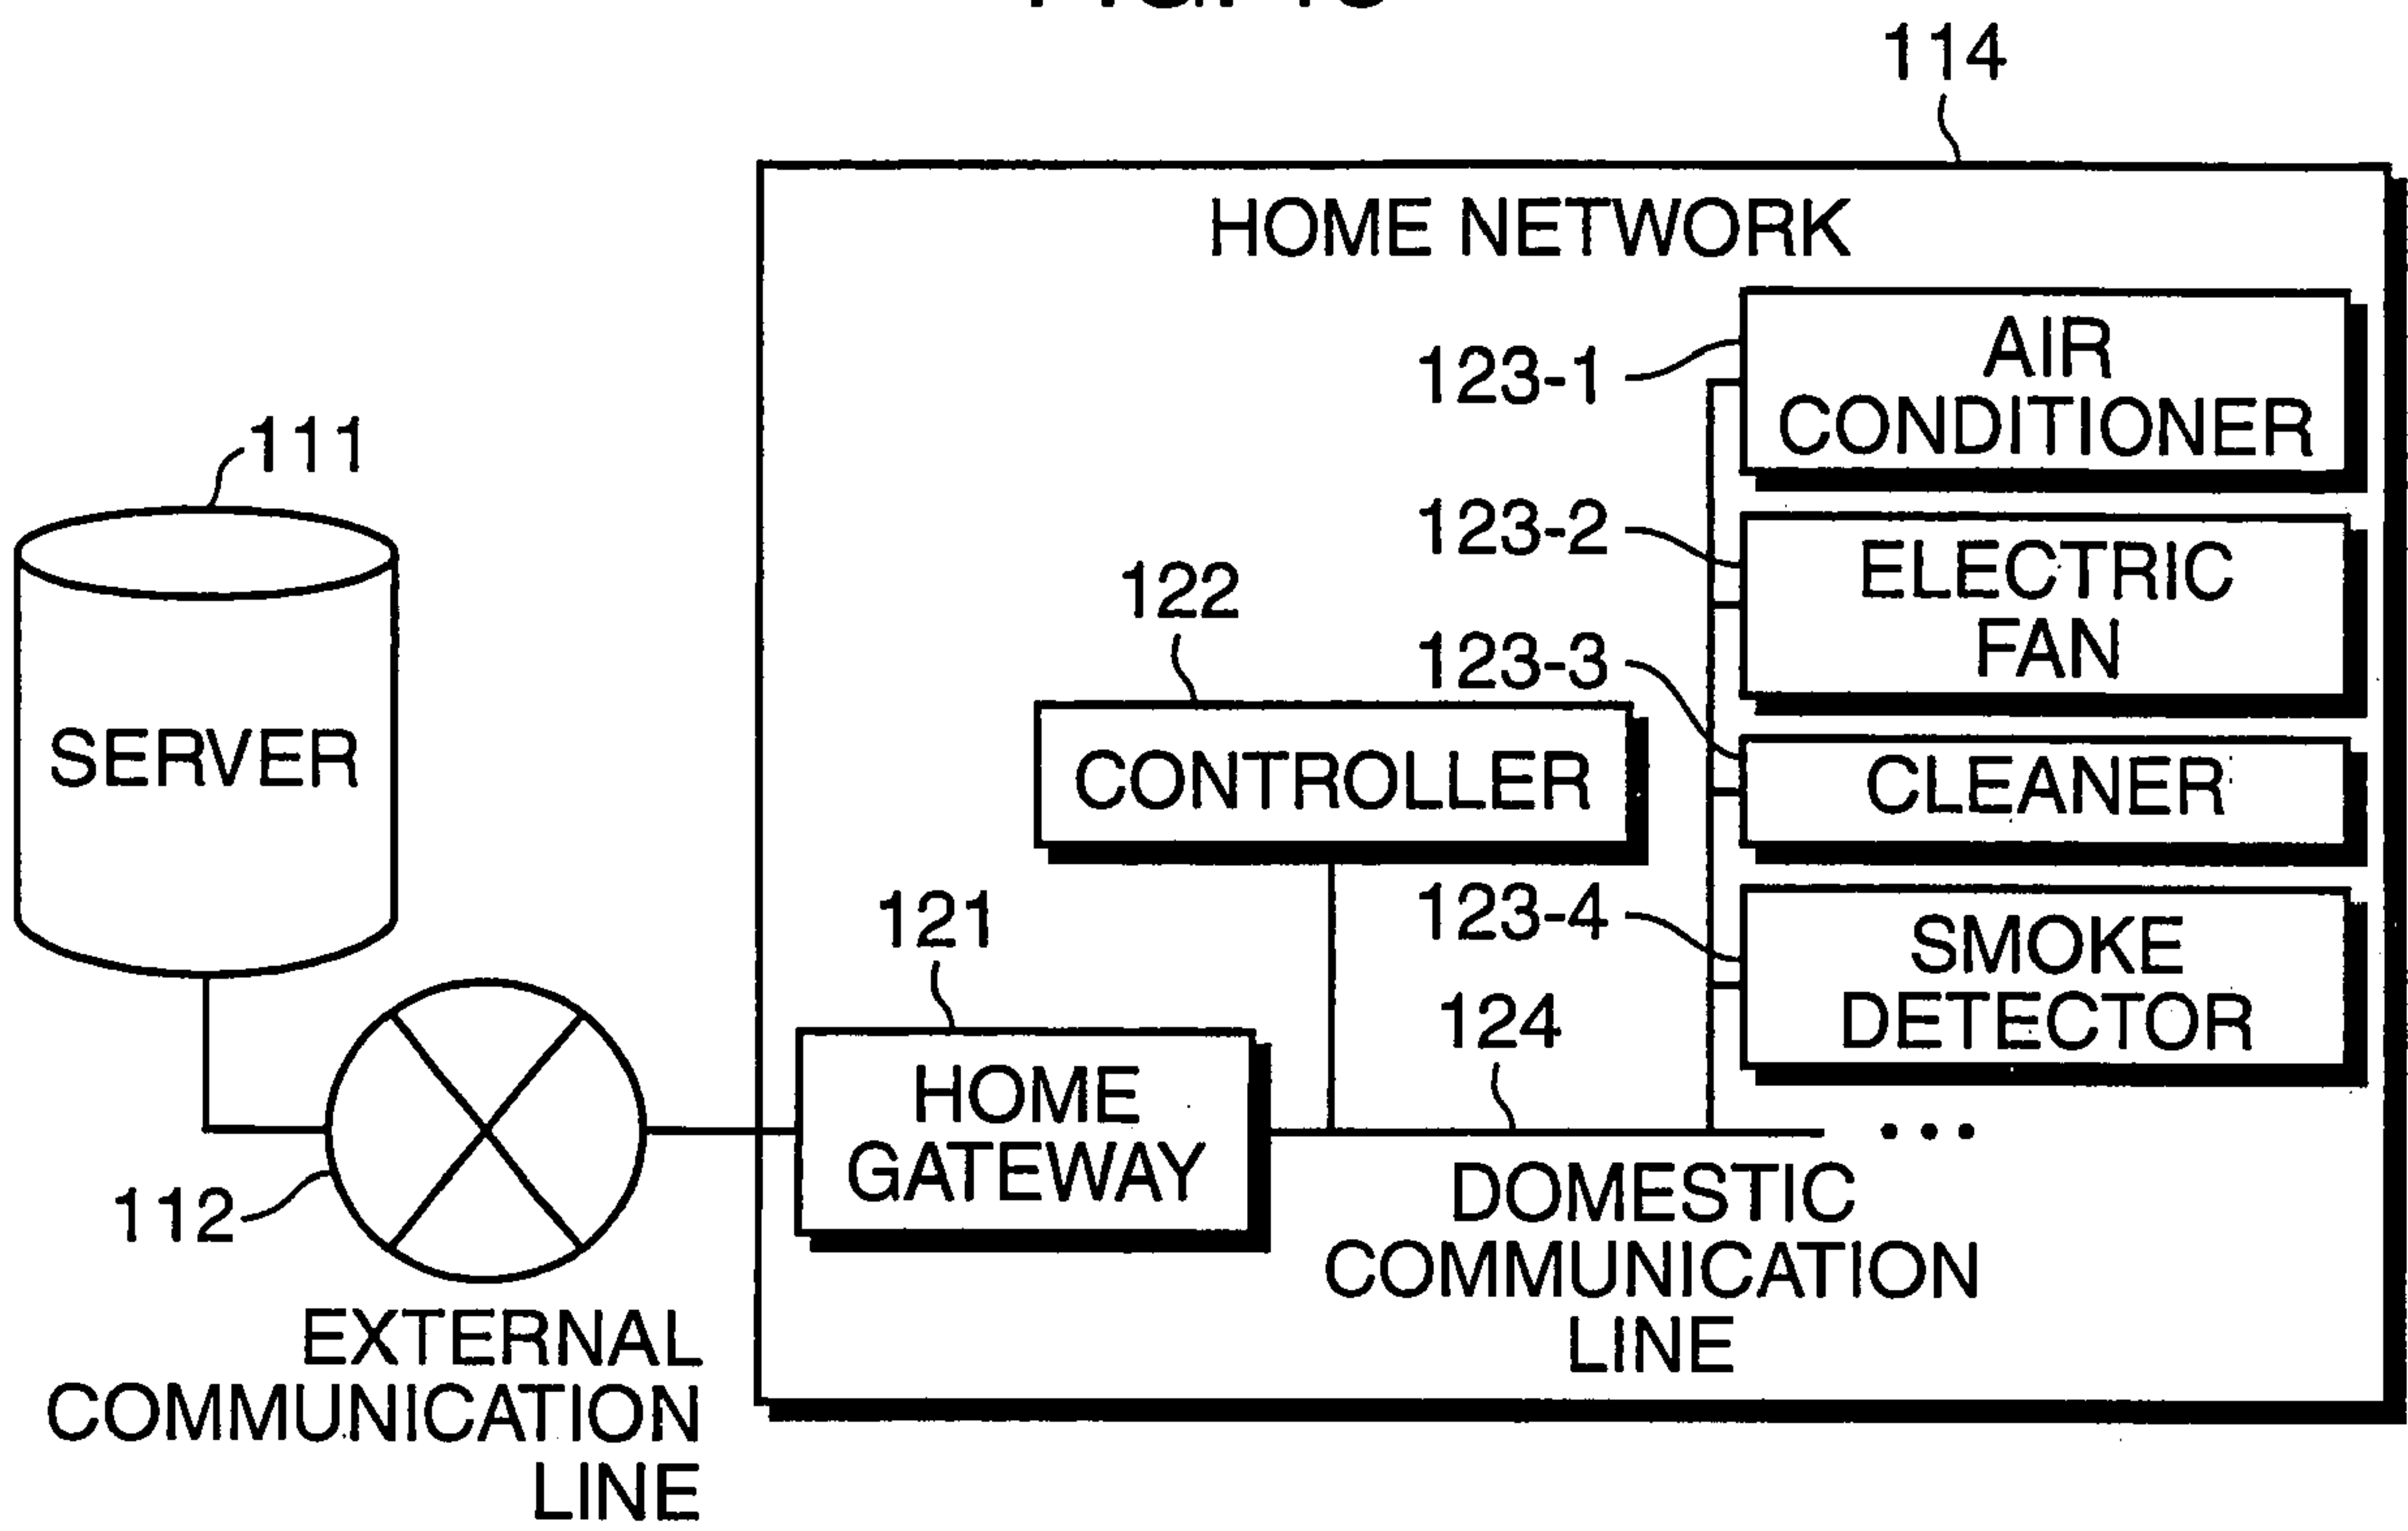 114
HOME NETWORK
123-1
AIR
CONDITIONER
111
123-2
ELECTRIC
FAN
122
123-3
SERVER
CONTROLLER
CLEANER
121
123-4
SMOKE
DETECTOR
124
HOME
GATEWAY
...
112
DOMESTIC
COMMUNICATION
LINE
EXTERNAL
COMMUNICATION
LINE